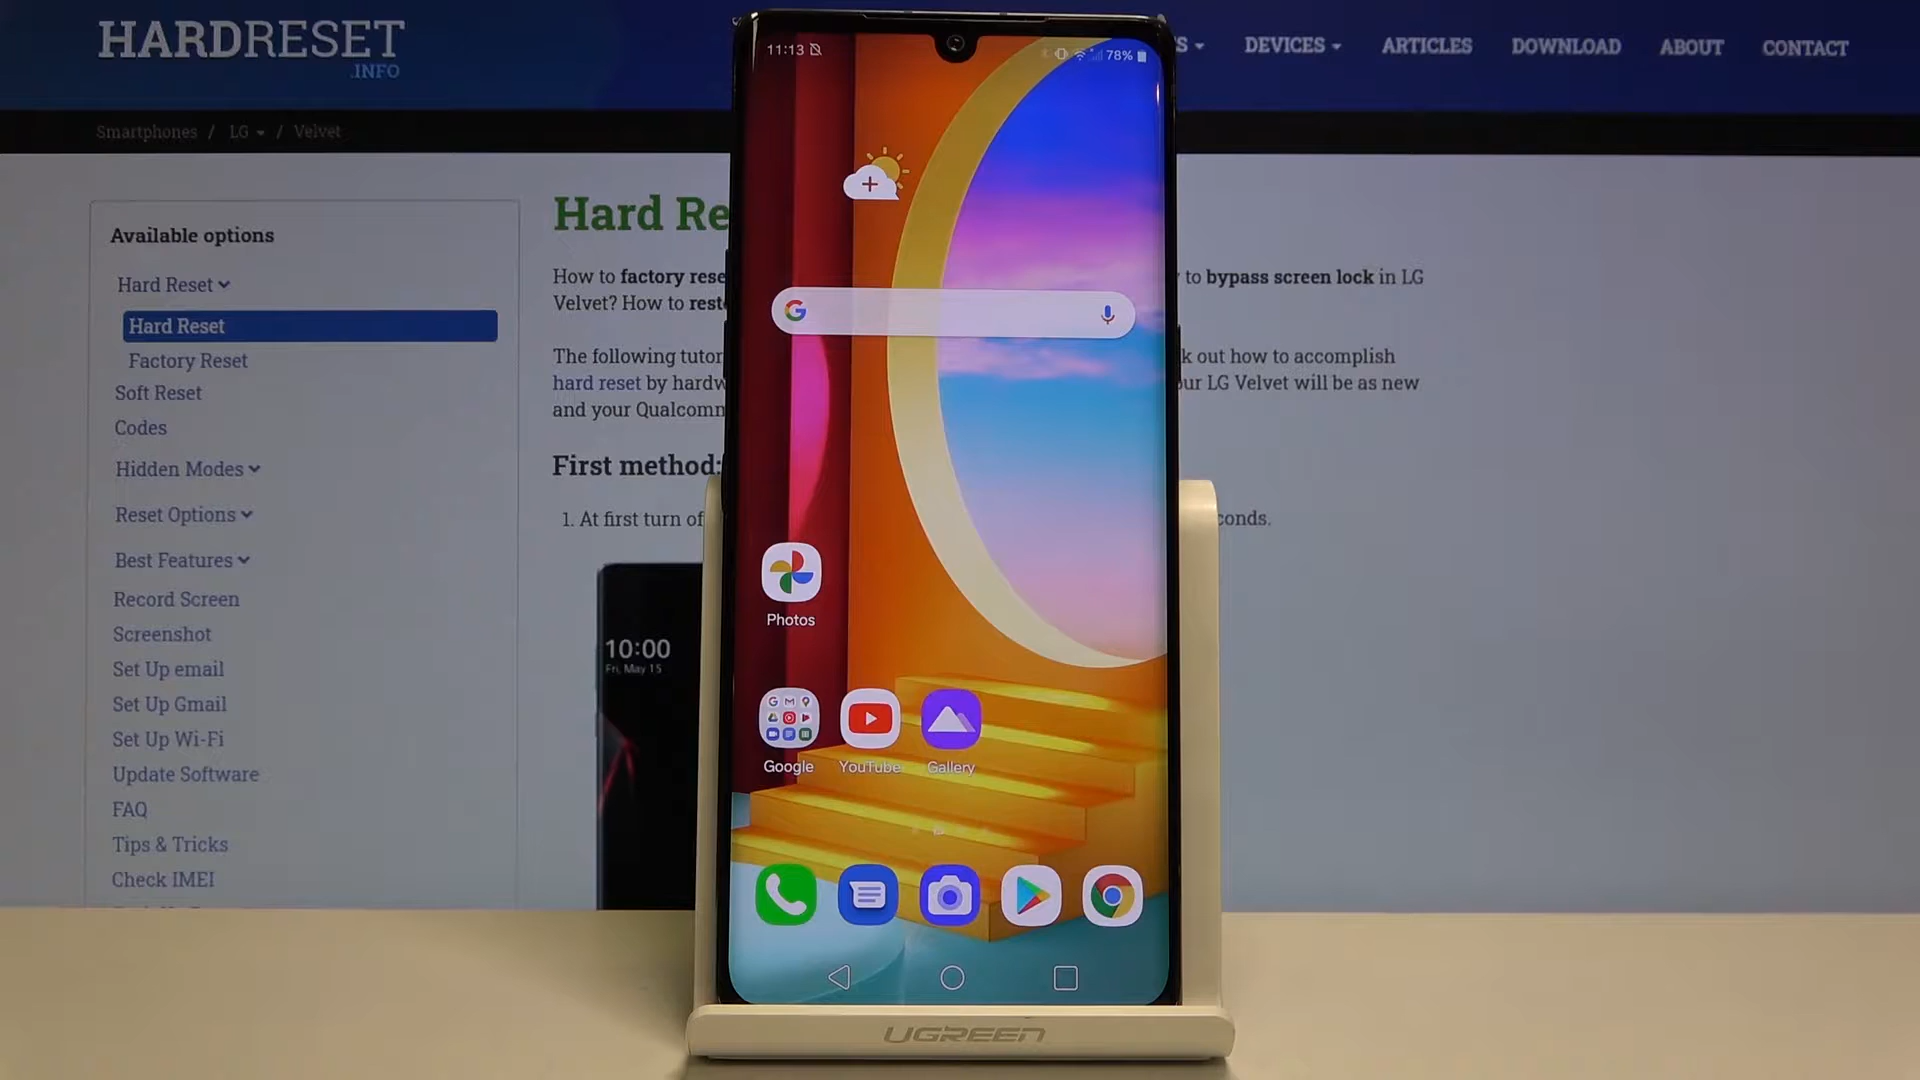 HARDRESET
.INFO
DEVICES
ARTICLES
DOWNLOAD
ABOUT
CONTACT
Smartphones / LG / Velvet
Available options
Hard Reset
Hard Reset
Factory Reset
Soft Reset
Codes
Hidden Modes
Reset Options
Best Features
Record Screen
Screenshot
Set Up email
Set Up Gmail
Set Up Wi-Fi
Update Software
FAQ
Tips & Tricks
Check IMEI
Hard Re
How to factory rese
to bypass screen lock in LG
Velvet? How to rest
The following tutor
k out how to accomplish
hard reset by hardw
ur LG Velvet will be as new
and your Qualcomm
First method:
1. At first turn of
conds.
10:00
Fri, May 15
11:13
78%
Photos
Google
YouTube
Gallery
UGREEN